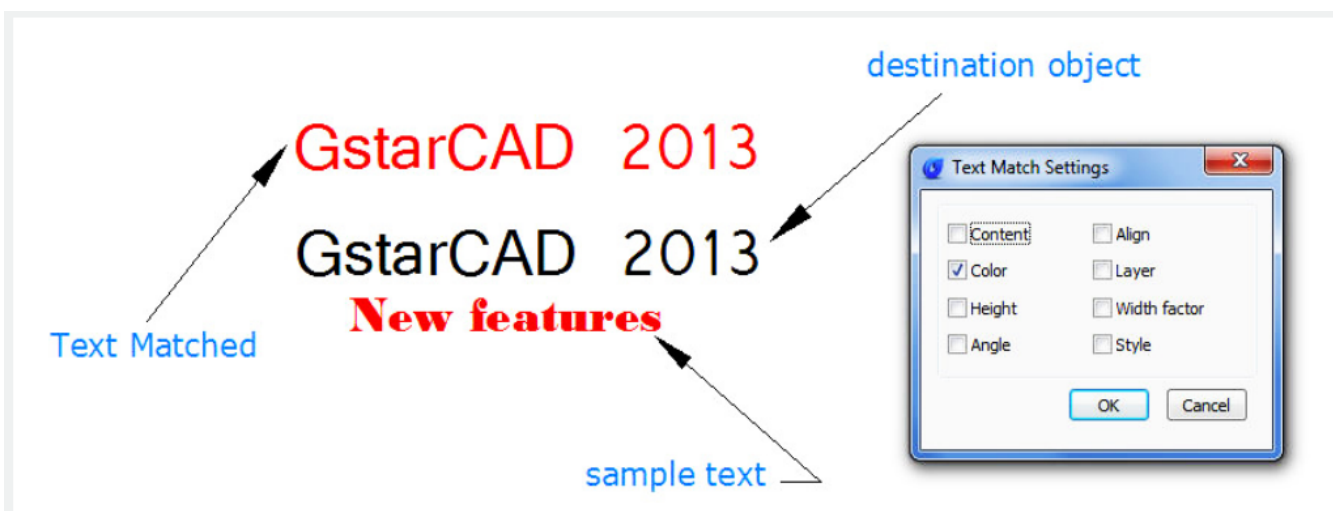 destination object
GstarCAD 2013
Text Match Settings
Content
Align
Color
Layer
Height
Width factor
Angle
Style
OK
Cancel
GstarCAD 2013
New features
Text Matched
sample text